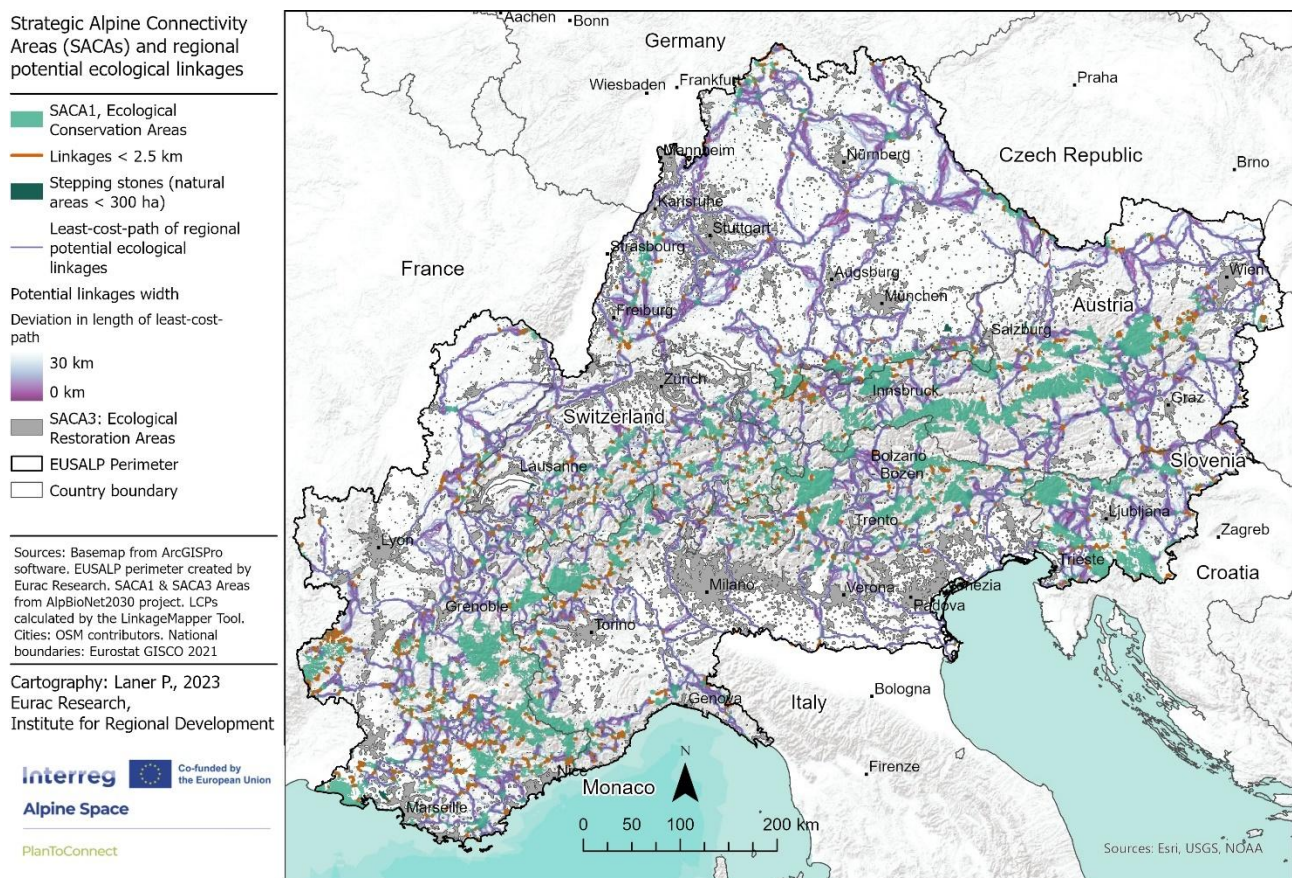 Strategic Alpine Connectivity
Areas (SACAs) and regional
potential ecological linkages
SACA1, Ecological
Conservation Areas
Linkages < 2.5 km
Stepping stones (natural
areas < 300 ha)
Least-cost-path of regional
potential ecological
linkages
Potential linkages width
Deviation in length of least-cost-
path
30 km
0 km
SACA3: Ecological
Restoration Areas
EUSALP Perimeter
Country boundary
Sources: Basemap from ArcGISPro
software. EUSALP perimeter created by
Eurac Research. SACA1 & SACA3 Areas
from AlpBioNet2030 project. LCPs
calculated by the LinkageMapper Tool.
Cities: OSM contributors. National
boundaries: Eurostat GISCO 2021
Cartography: Laner P., 2023
Eurac Research,
Institute for Regional Development
Interreg
Co-funded by
the European Union
Alpine Space
PlanToConnect
Aachen
Bonn
Germany
Wiesbaden
Frankfurt
Praha
Mannheim
Nürnberg
Czech Republic
Brno
Karlsruhe
Stuttgart
Strasbourg
France
Augsburg
München
Wien
Austria
Freiburg
Salzburg
Zürich
Innsbruck
Switzerland
Graz
Lausanne
Bolzano
Bozen
Slovenia
Trento
Ljubljana
Zagreb
Lyon
Trieste
Croatia
Milano
Verona
Venezia
Padova
Grenoble
Torino
Genova
Italy
Bologna
Nice
Monaco
N
Firenze
Marseille
0 50 100 200 km
Sources: Esri, USGS, NOAA